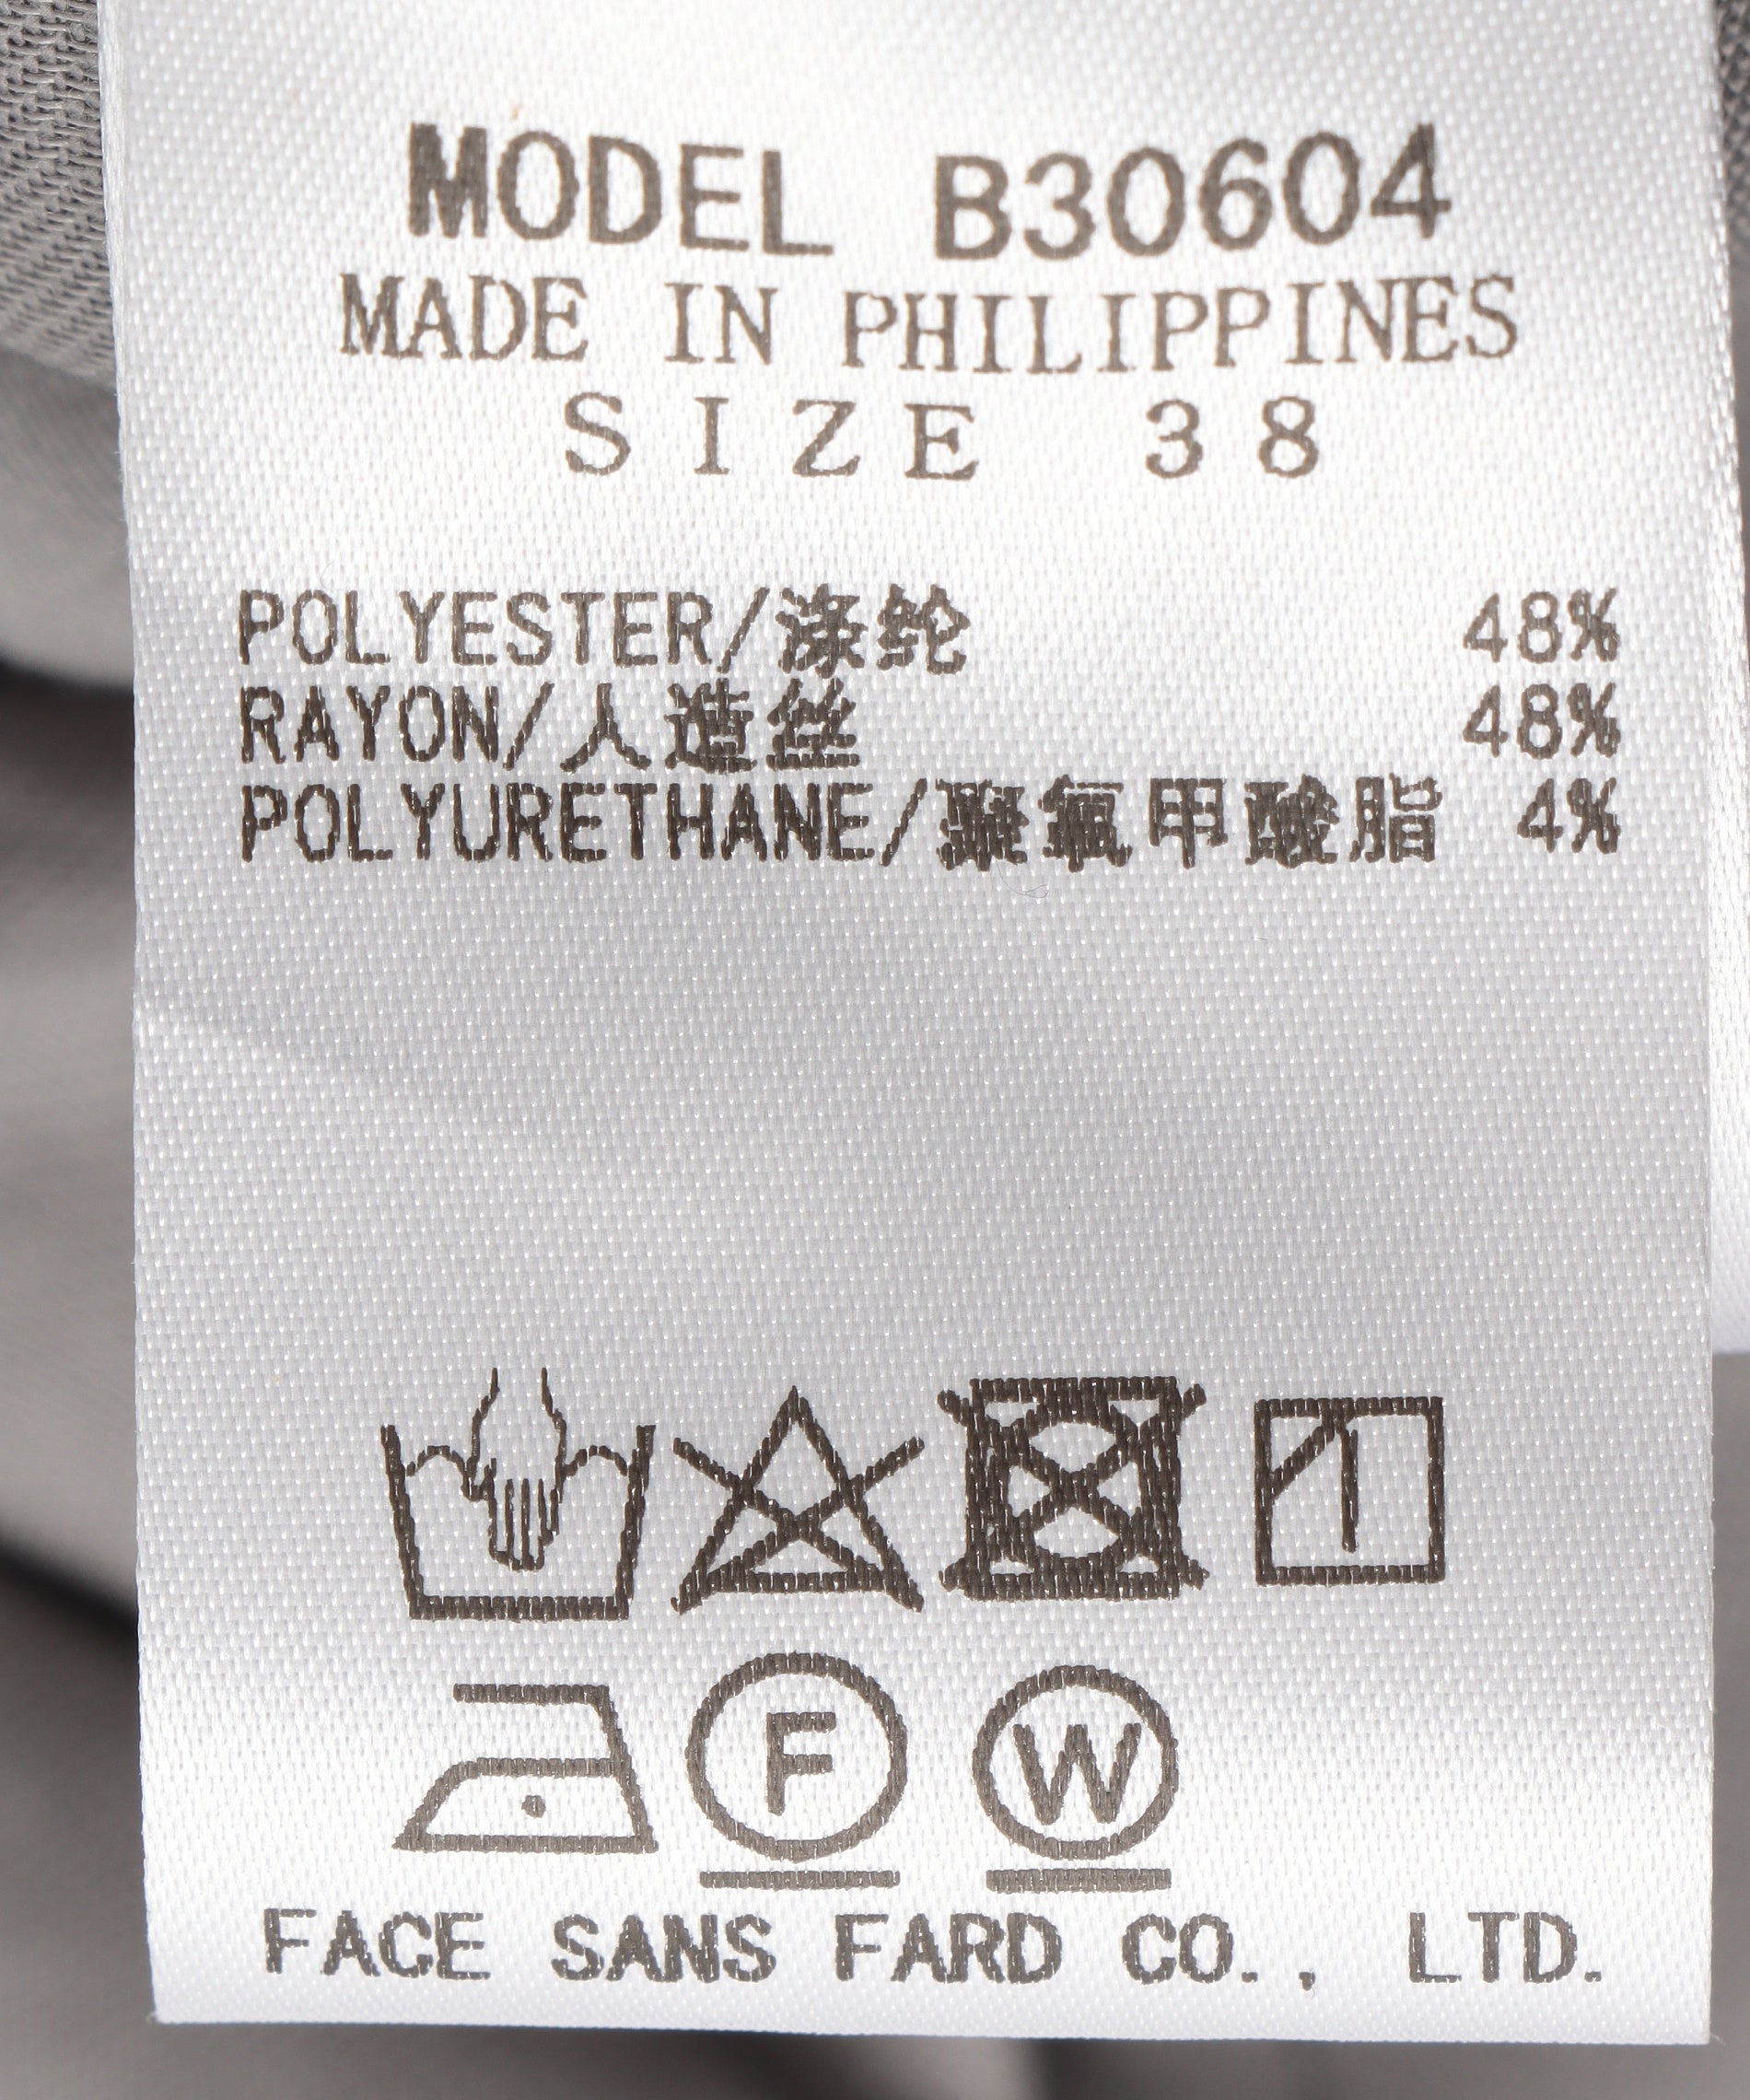 MODEL B30604
MADE IN PHILIPPINES
SIZE 38
POLYESTER/涤纶 48%
RAYON/人造丝 48%
POLYURETHANE/聚氨甲酸脂 4%
F W
FACE SANS FARD CO., LTD.